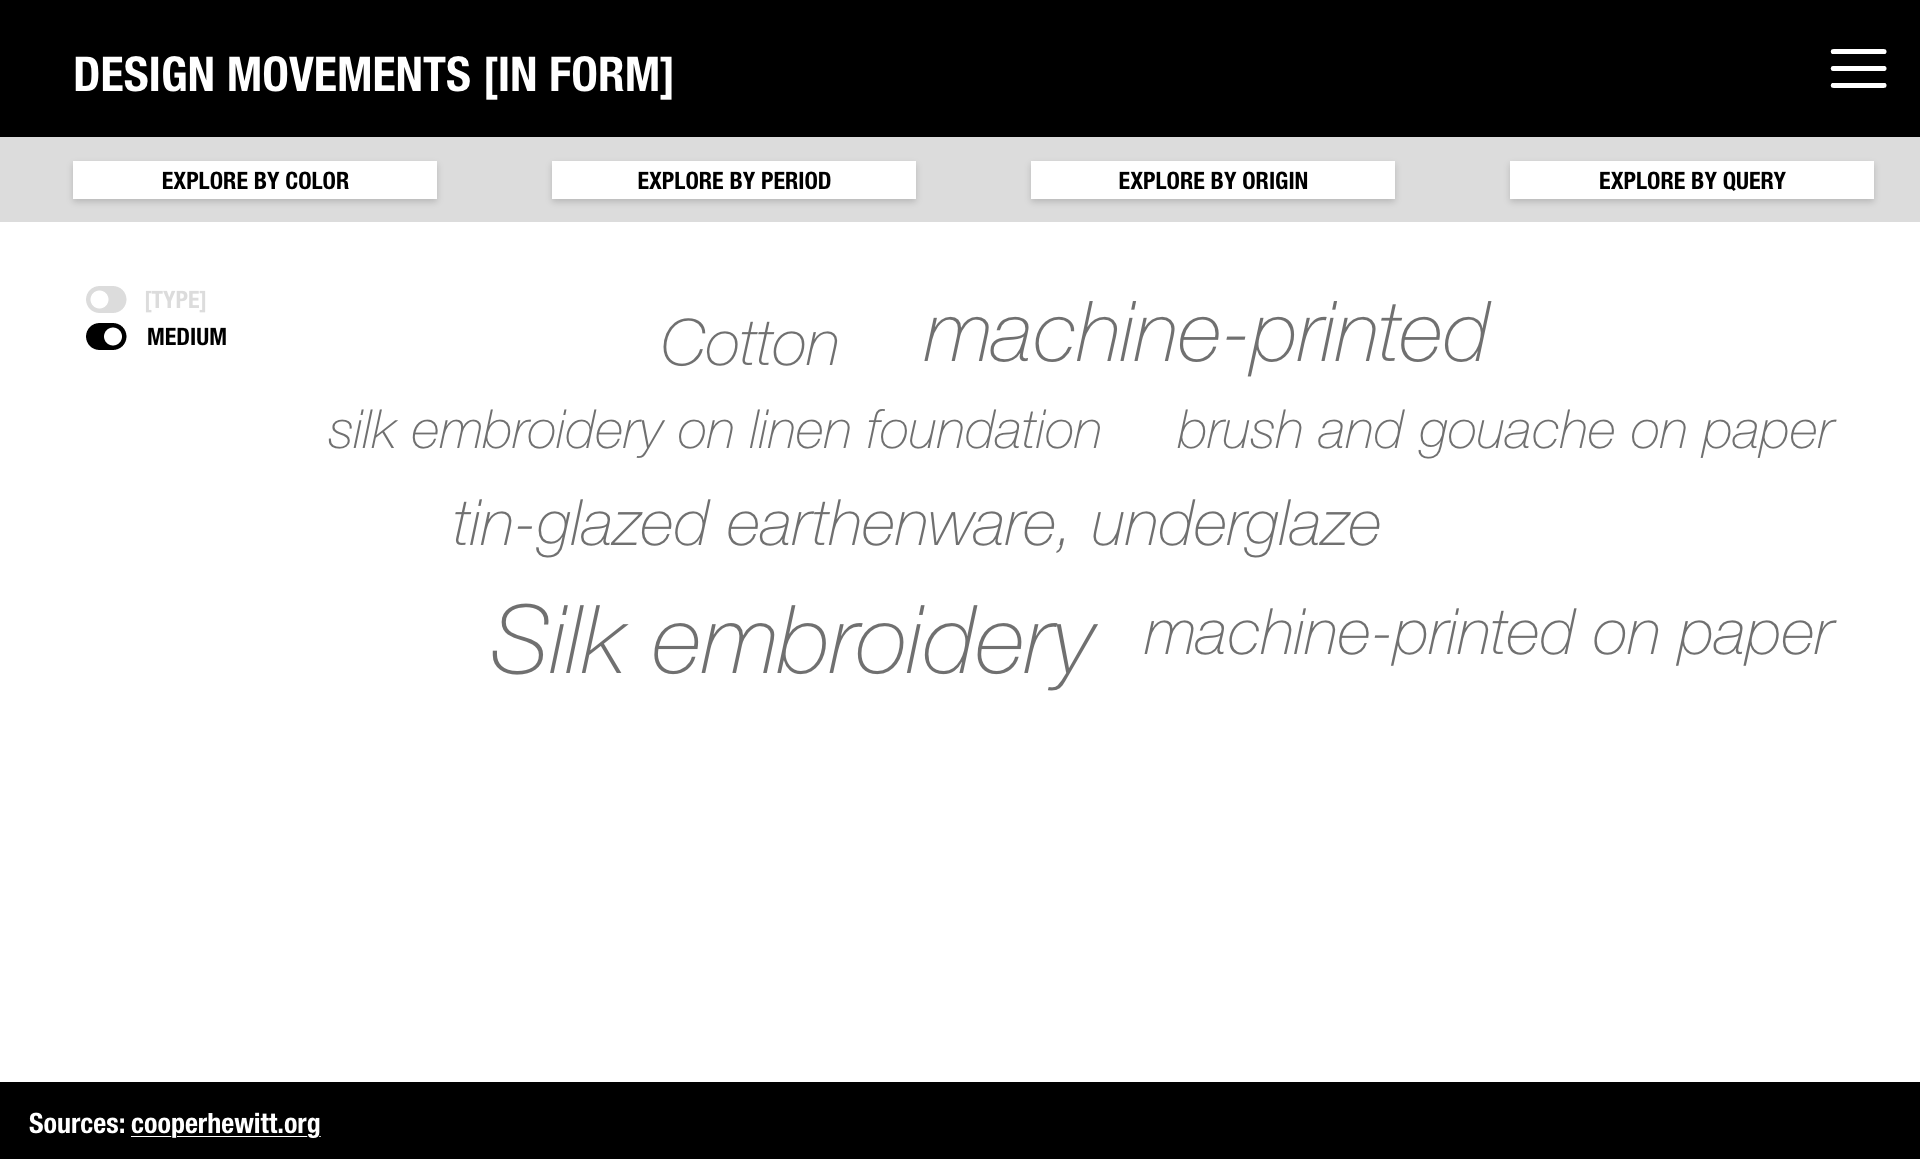 DESIGN MOVEMENTS [IN FORM]
EXPLORE BY COLOR
EXPLORE BY PERIOD
EXPLORE BY ORIGIN
EXPLORE BY QUERY
[TYPE]
MEDIUM
Cotton
machine-printed
silk embroidery on linen foundation
brush and gouache on paper
tin-glazed earthenware, underglaze
Silk embroidery
machine-printed on paper
Sources: cooperhewitt.org